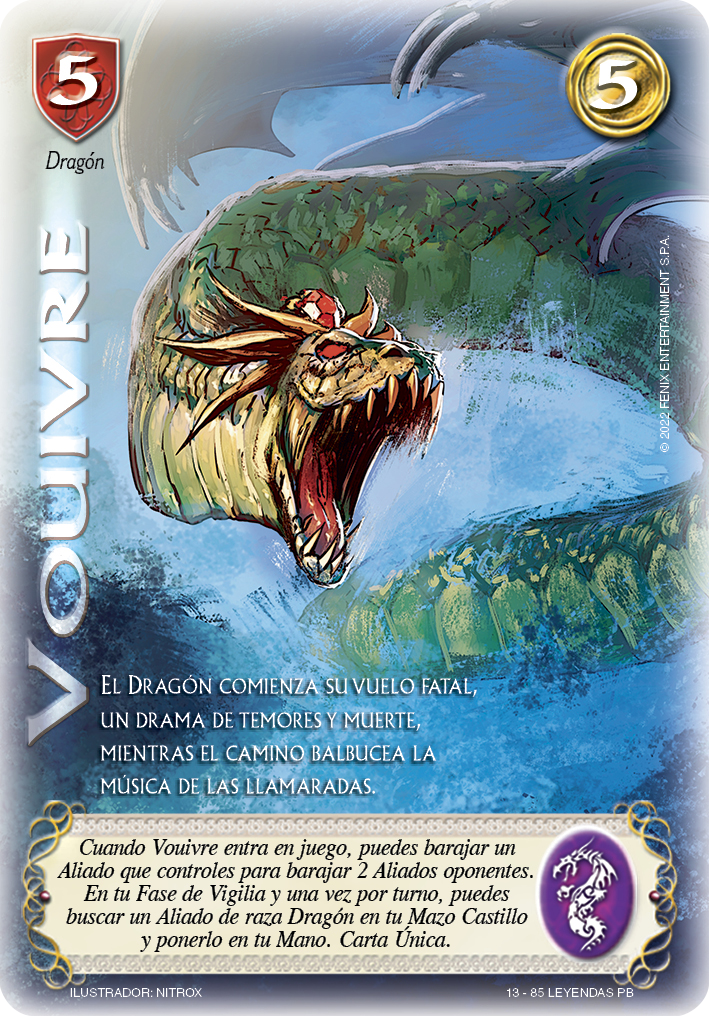 5
5
Dragón
VOUIVRE
© 2022 FENIX ENTERTAINMENT S.P.A.
EL DRAGÓN COMIENZA SU VUELO FATAL,
UN DRAMA DE TEMORES Y MUERTE,
MIENTRAS EL CAMINO BALBUCEA LA
MÚSICA DE LAS LLAMARADAS.
Cuando Vouivre entra en juego, puedes barajar un
Aliado que controles para barajar 2 Aliados oponentes.
En tu Fase de Vigilia y una vez por turno, puedes
buscar un Aliado de raza Dragón en tu Mazo Castillo
y ponerlo en tu Mano. Carta Única.
ILUSTRADOR: NITROX
13 - 85 LEYENDAS PB